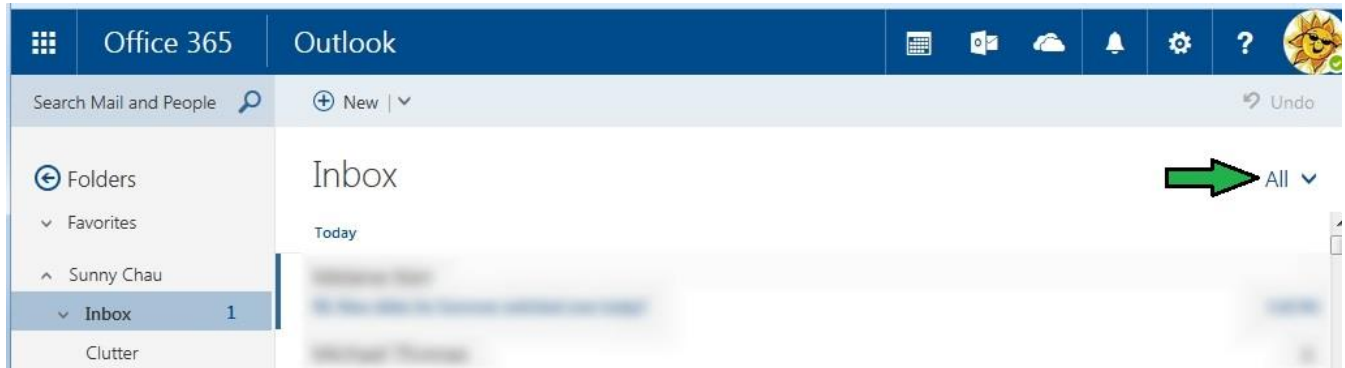 Office 365 Outlook ?
Search Mail and People New Undo
Folders Inbox All
Favorites
Today
Sunny Chau
Inbox 1
Clutter